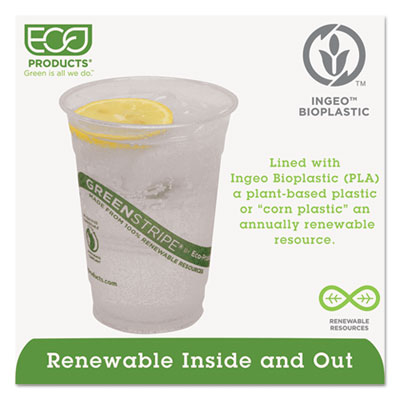 ECO
PRODUCTS®
Green is all we do.™
INGEO™
BIOPLASTIC
Lined with
Ingeo Bioplastic (PLA)
a plant-based plastic
or “corn plastic” an
annually renewable
resource.
GREENSTRIPE®
MADE FROM 100% RENEWABLE RESOURCES
RENEWABLE
RESOURCES
Renewable Inside and Out